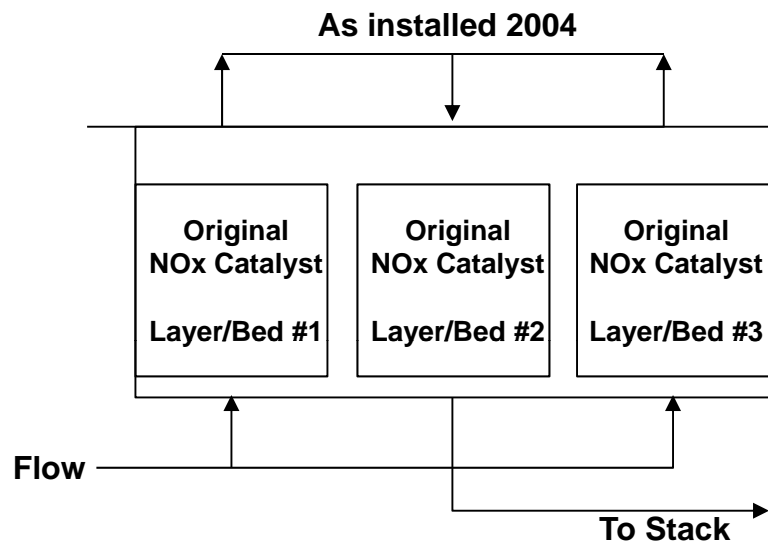 As installed 2004
Original
NOx Catalyst
Layer/Bed #1
Original
NOx Catalyst
Layer/Bed #2
Original
NOx Catalyst
Layer/Bed #3
Flow
To Stack